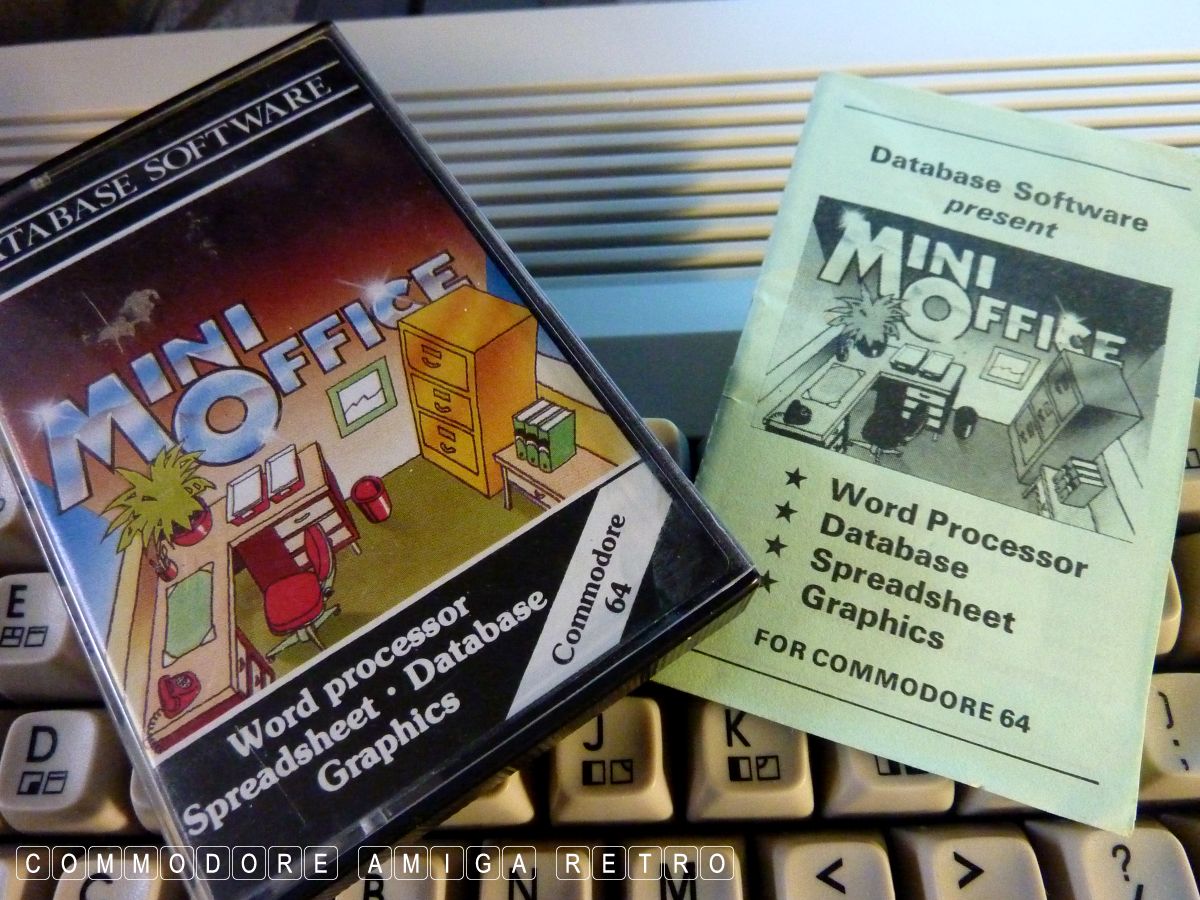 TABASE SOFTWARE
MINI
OFFICE
Word processor
Spreadsheet · Database
Graphics
Commodore
64
Database Software
present
MINI
OFFICE
★ Word Processor
★ Database
★ Spreadsheet
★ Graphics
FOR COMMODORE 64
E
D
J
K
]
;
C
B
N
M
<
>
?
COMMODORE AMIGA RETRO